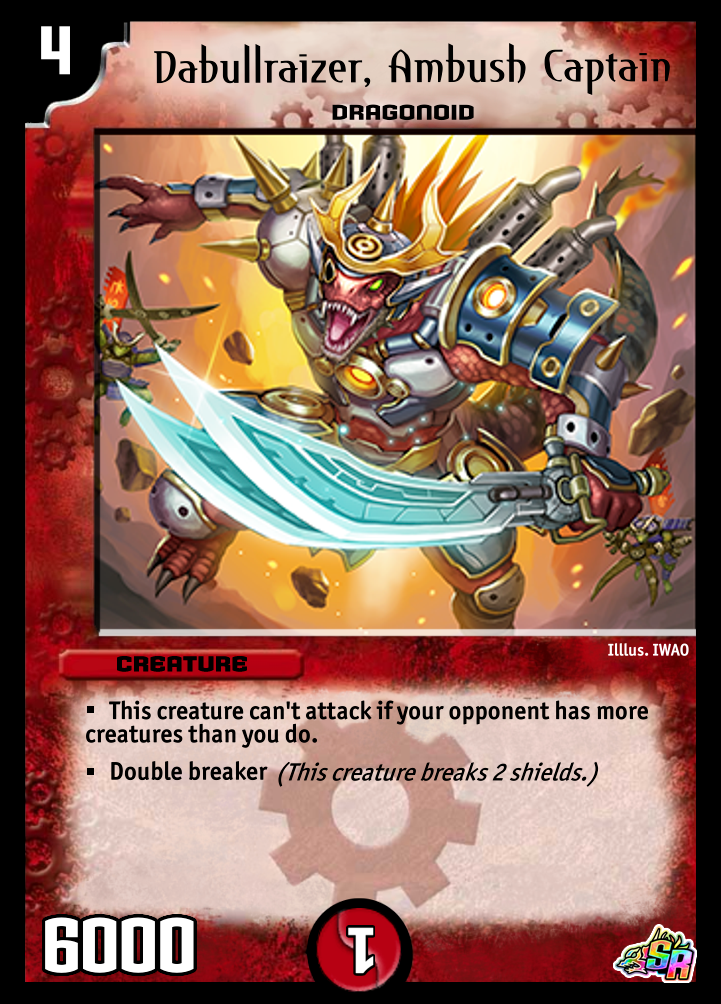 4
Dabullraizer, Ambush Captain
DRAGONOID
Illlus. IWAO
CREATURE
▪ This creature can't attack if your opponent has more
creatures than you do.
▪ Double breaker (This creature breaks 2 shields.)
6000
1
SR